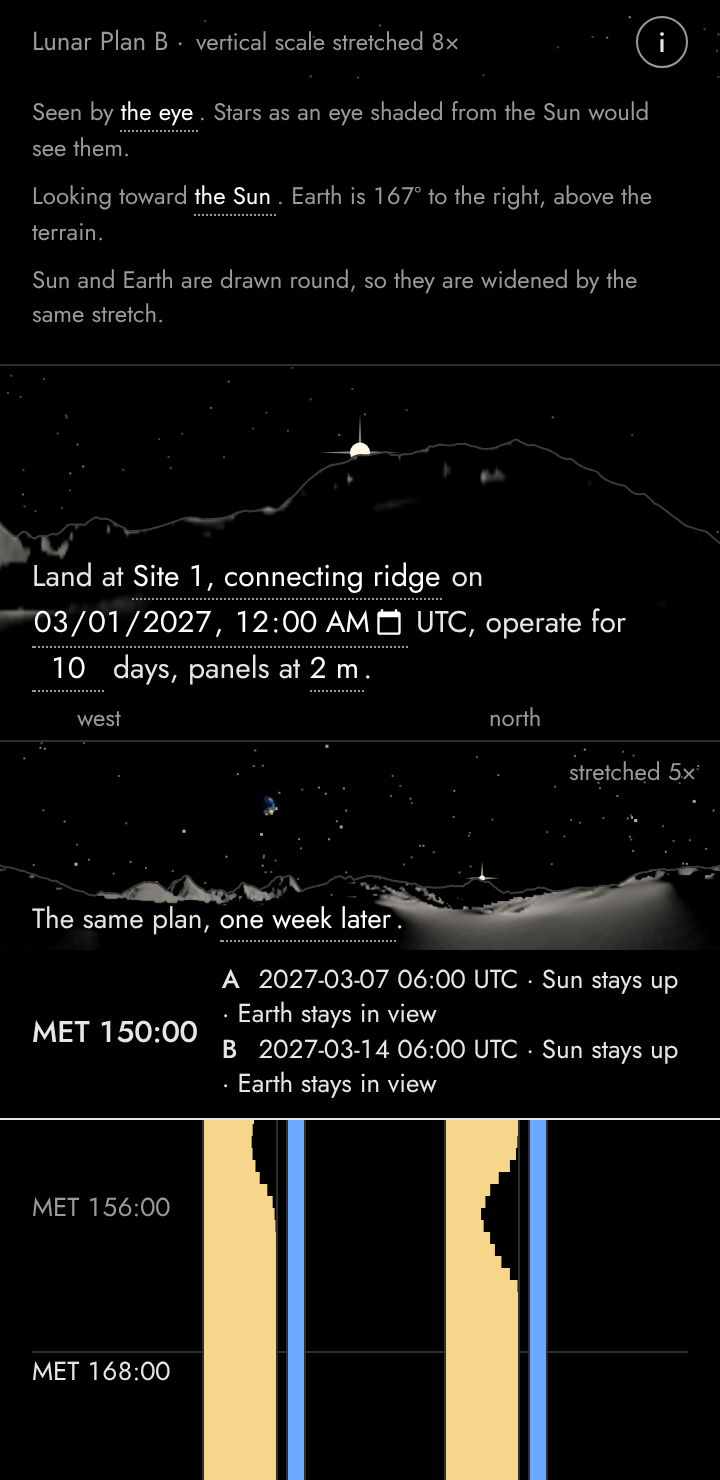 Lunar Plan B · vertical scale stretched 8×
i
Seen by the eye . Stars as an eye shaded from the Sun would
see them.
Looking toward the Sun . Earth is 167° to the right, above the
terrain.
Sun and Earth are drawn round, so they are widened by the
same stretch.
Land at Site 1, connecting ridge on
03/01/2027, 12:00 AM UTC, operate for
10 days, panels at 2 m .
west north
stretched 5×
The same plan, one week later .
MET 150:00
A 2027-03-07 06:00 UTC · Sun stays up
· Earth stays in view
B 2027-03-14 06:00 UTC · Sun stays up
· Earth stays in view
MET 156:00
MET 168:00